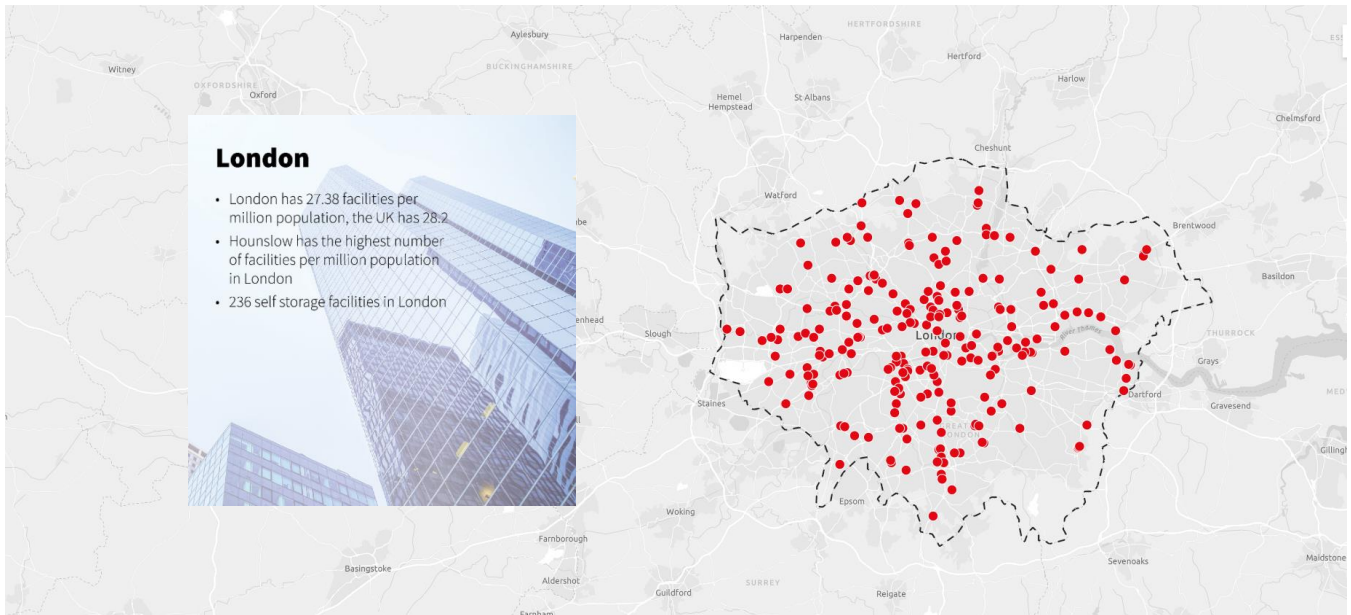 HERTFORDSHIRE
Aylesbury
Harpenden
Hertford
Witney
BUCKINGHAMSHIRE
Harlow
OXFORDSHIRE
Oxford
Hemel
Hempstead
St Albans
Chelmsford
Cheshunt
London
• London has 27.38 facilities per
million population, the UK has 28.2
• Hounslow has the highest number
of facilities per million population
in London
• 236 self storage facilities in London
Watford
Brentwood
Basildon
Slough
London
THURROCK
Grays
Staines
Dartford
Gravesend
GREAT
LONDON
Epsom
Woking
Farnborough
Basingstoke
Aldershot
Guildford
SURREY
Reigate
Sevenoaks
Maidstone
Farnham